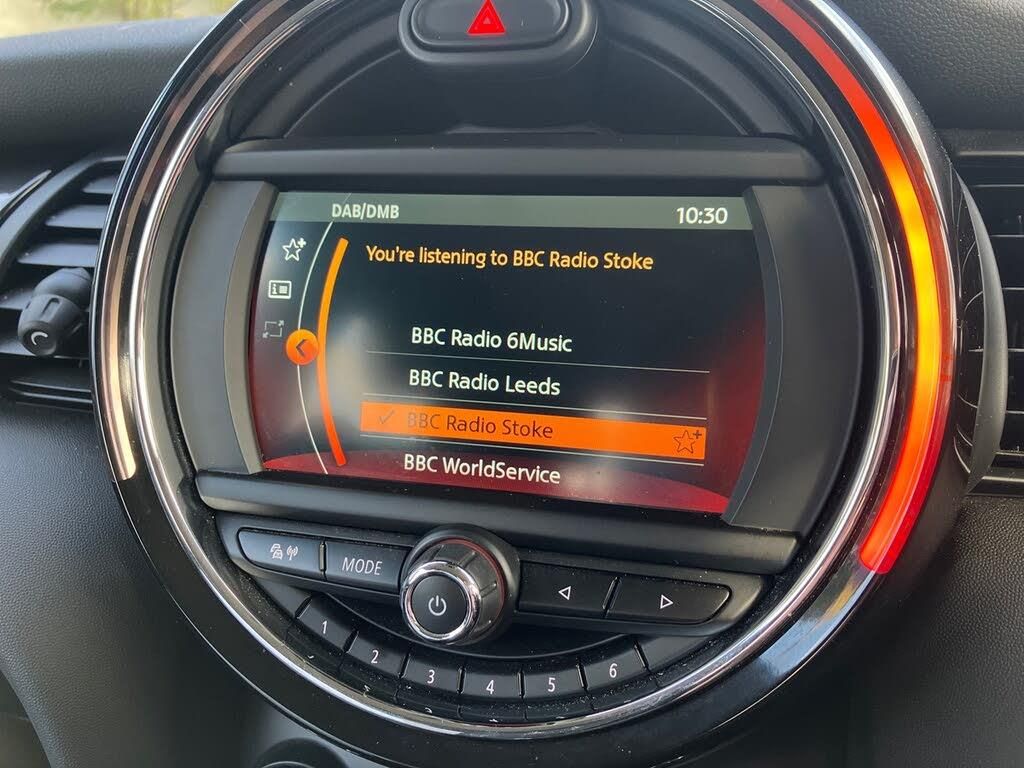 DAB/DMB 10:30
You're listening to BBC Radio Stoke
BBC Radio 6Music
BBC Radio Leeds
BBC Radio Stoke
BBC WorldService
MODE
1
2
3
4
5
6